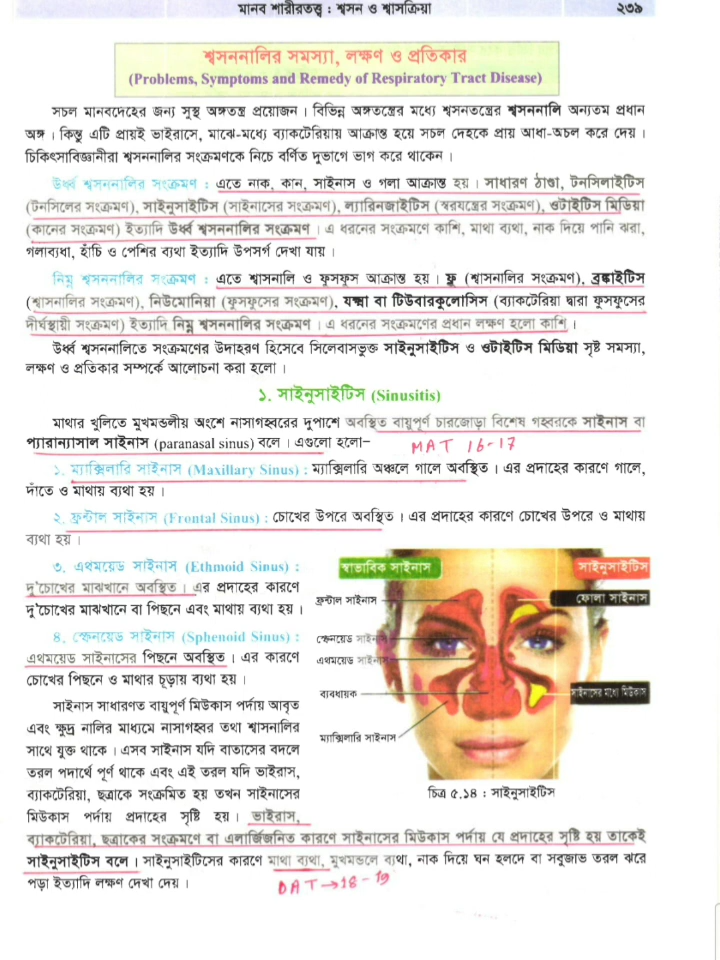 মানব শারীরতত্ত্ব : শ্বসন ও শ্বাসক্রিয়া
২৩৯
শ্বসননালির সমস্যা, লক্ষণ ও প্রতিকার
(Problems, Symptoms and Remedy of Respiratory Tract Disease)
সচল মানবদেহের জন্য সুস্থ অঙ্গতন্ত্র প্রয়োজন । বিভিন্ন অঙ্গতন্ত্রের মধ্যে শ্বসনতন্ত্রের শ্বসননালি অন্যতম প্রধান
অঙ্গ । কিন্তু এটি প্রায়ই ভাইরাসে, মাঝে-মধ্যে ব্যাকটেরিয়ায় আক্রান্ত হয়ে সচল দেহকে প্রায় আধা-অচল করে দেয় ।
চিকিৎসাবিজ্ঞানীরা শ্বসননালির সংক্রমণকে নিচে বর্ণিত দুভাগে ভাগ করে থাকেন ।
ঊর্ধ্ব শ্বসননালির সংক্রমণ : এতে নাক, কান, সাইনাস ও গলা আক্রান্ত হয় । সাধারণ ঠাণ্ডা, টনসিলাইটিস
(টনসিলের সংক্রমণ), সাইনুসাইটিস (সাইনাসের সংক্রমণ), ল্যারিনজাইটিস (স্বরযন্ত্রের সংক্রমণ), ওটাইটিস মিডিয়া
(কানের সংক্রমণ) ইত্যাদি ঊর্ধ্ব শ্বসননালির সংক্রমণ । এ ধরনের সংক্রমণে কাশি, মাথা ব্যথা, নাক দিয়ে পানি ঝরা,
গলাব্যথা, হাঁচি ও পেশির ব্যথা ইত্যাদি উপসর্গ দেখা যায় ।
নিম্ন শ্বসননালির সংক্রমণ : এতে শ্বাসনালি ও ফুসফুস আক্রান্ত হয় । ফ্লু (শ্বাসনালির সংক্রমণ), ব্রঙ্কাইটিস
(শ্বাসনালির সংক্রমণ), নিউমোনিয়া (ফুসফুসের সংক্রমণ), যক্ষ্মা বা টিউবারকুলোসিস (ব্যাকটেরিয়া দ্বারা ফুসফুসের
দীর্ঘস্থায়ী সংক্রমণ) ইত্যাদি নিম্ন শ্বসননালির সংক্রমণ । এ ধরনের সংক্রমণের প্রধান লক্ষণ হলো কাশি ।
ঊর্ধ্ব শ্বসননালিতে সংক্রমণের উদাহরণ হিসেবে সিলেবাসভুক্ত সাইনুসাইটিস ও ওটাইটিস মিডিয়া সৃষ্ট সমস্যা,
লক্ষণ ও প্রতিকার সম্পর্কে আলোচনা করা হলো ।
১. সাইনুসাইটিস (Sinusitis)
মাথার খুলিতে মুখমন্ডলীয় অংশে নাসাগহ্বরের দুপাশে অবস্থিত বায়ুপূর্ণ চারজোড়া বিশেষ গহ্বরকে সাইনাস বা
প্যারান্যাসাল সাইনাস (paranasal sinus) বলে । এগুলো হলো–
MAT 16-17
১. ম্যাক্সিলারি সাইনাস (Maxillary Sinus) : ম্যাক্সিলারি অঞ্চলে গালে অবস্থিত । এর প্রদাহের কারণে গালে,
দাঁতে ও মাথায় ব্যথা হয় ।
২. ফ্রন্টাল সাইনাস (Frontal Sinus) : চোখের উপরে অবস্থিত । এর প্রদাহের কারণে চোখের উপরে ও মাথায়
ব্যথা হয় ।
৩. এথময়েড সাইনাস (Ethmoid Sinus) :
দু'চোখের মাঝখানে অবস্থিত । এর প্রদাহের কারণে
দু'চোখের মাঝখানে বা পিছনে এবং মাথায় ব্যথা হয় ।
৪. স্ফেনয়েড সাইনাস (Sphenoid Sinus) :
এথময়েড সাইনাসের পিছনে অবস্থিত । এর কারণে
চোখের পিছনে ও মাথার চূড়ায় ব্যথা হয় ।
সাইনাস সাধারণত বায়ুপূর্ণ মিউকাস পর্দায় আবৃত
এবং ক্ষুদ্র নালির মাধ্যমে নাসাগহ্বর তথা শ্বাসনালির
সাথে যুক্ত থাকে । এসব সাইনাস যদি বাতাসের বদলে
তরল পদার্থে পূর্ণ থাকে এবং এই তরল যদি ভাইরাস,
ব্যাকটেরিয়া, ছত্রাকে সংক্রমিত হয় তখন সাইনাসের
মিউকাস পর্দায় প্রদাহের সৃষ্টি হয় । ভাইরাস,
স্বাভাবিক সাইনাস
সাইনুসাইটিস
ফ্রন্টাল সাইনাস
ফোলা সাইনাস
স্ফেনয়েড সাইনাস
এথময়েড সাইনাস
ব্যবধায়ক
সাইনাসের মধ্যে মিউকাস
ম্যাক্সিলারি সাইনাস
চিত্র ৫.১৪ : সাইনুসাইটিস
ব্যাকটেরিয়া, ছত্রাকের সংক্রমণে বা এলার্জিজনিত কারণে সাইনাসের মিউকাস পর্দায় যে প্রদাহের সৃষ্টি হয় তাকেই
সাইনুসাইটিস বলে । সাইনুসাইটিসের কারণে মাথা ব্যথা, মুখমন্ডলে ব্যথা, নাক দিয়ে ঘন হলদে বা সবুজাভ তরল ঝরে
পড়া ইত্যাদি লক্ষণ দেখা দেয় ।
DAT→18-19